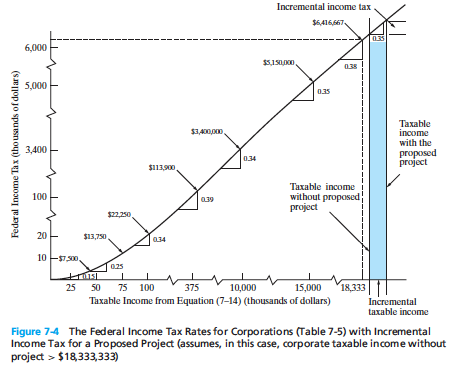 Incremental income tax
$6,416,667
0.35
6,000
0.38
$5,150,000
5,000
0.35
Federal Income Tax (thousands of dollars)
Taxable
income
with the
proposed
project
$3,400,000
3,400
0.34
$113,900
Taxable income
without proposed
project
100
0.39
$22,250
20
$13,750
0.34
10
$7,500
0.25
0.15
25 50 75 100 375 10,000 15,000 18,333
Taxable Income from Equation (7–14) (thousands of dollars)
Incremental
taxable income
Figure 7-4 The Federal Income Tax Rates for Corporations (Table 7-5) with Incremental
Income Tax for a Proposed Project (assumes, in this case, corporate taxable income without
project > $18,333,333)